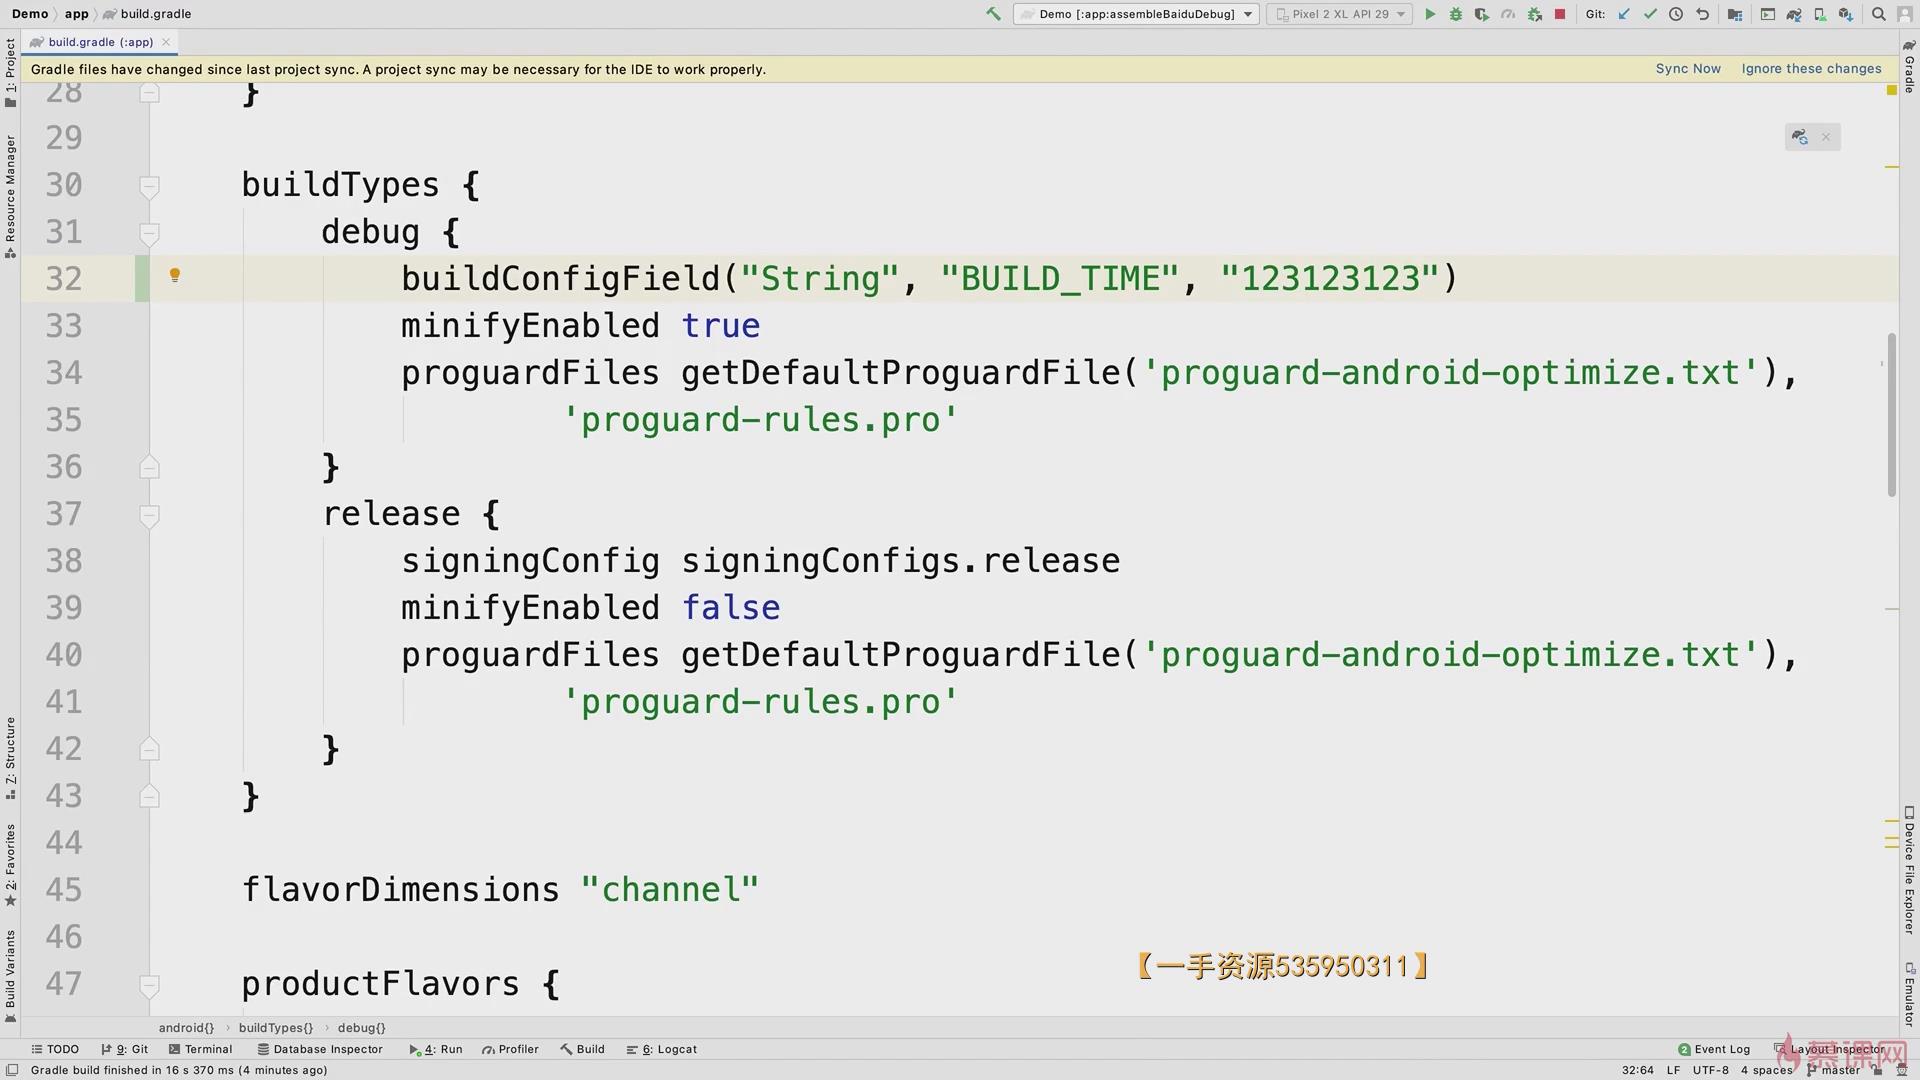 Demo › app › build.gradle
Demo [:app:assembleBaiduDebug]
Pixel 2 XL API 29
Git:
build.gradle (:app)
Gradle files have changed since last project sync. A project sync may be necessary for the IDE to work properly.
Sync Now
Ignore these changes
28 }
29
30 buildTypes {
31 debug {
32 buildConfigField("String", "BUILD_TIME", "123123123")
33 minifyEnabled true
34 proguardFiles getDefaultProguardFile('proguard-android-optimize.txt'),
35 'proguard-rules.pro'
36 }
37 release {
38 signingConfig signingConfigs.release
39 minifyEnabled false
40 proguardFiles getDefaultProguardFile('proguard-android-optimize.txt'),
41 'proguard-rules.pro'
42 }
43 }
44
45 flavorDimensions "channel"
46
47 productFlavors {
【一手资源535950311】
1: Project
Resource Manager
7: Structure
2: Favorites
Build Variants
Gradle
Device File Explorer
Emulator
android{} › buildTypes{} › debug{}
TODO
9: Git
Terminal
Database Inspector
4: Run
Profiler
Build
6: Logcat
2 Event Log
Layout Inspector
慕课网
Gradle build finished in 16 s 370 ms (4 minutes ago)
32:64 LF UTF-8 4 spaces master